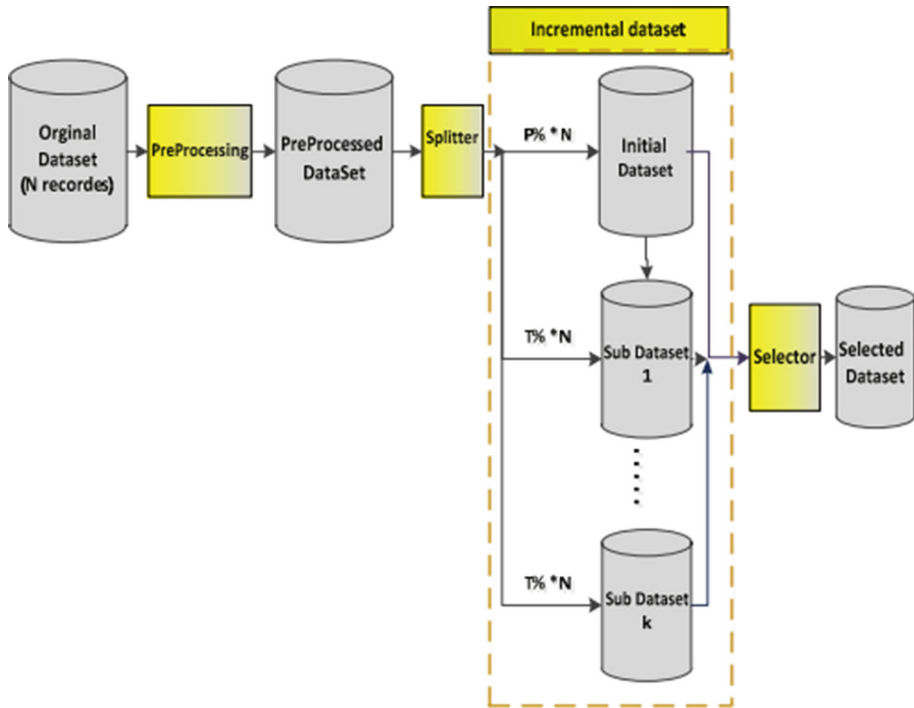 Incremental dataset
Orginal
Dataset
(N recordes)
PreProcessing
PreProcessed
DataSet
Splitter
P% *N
Initial
Dataset
T% *N
Sub Dataset
1
Selector
Selected
Dataset
T% *N
Sub Dataset
k